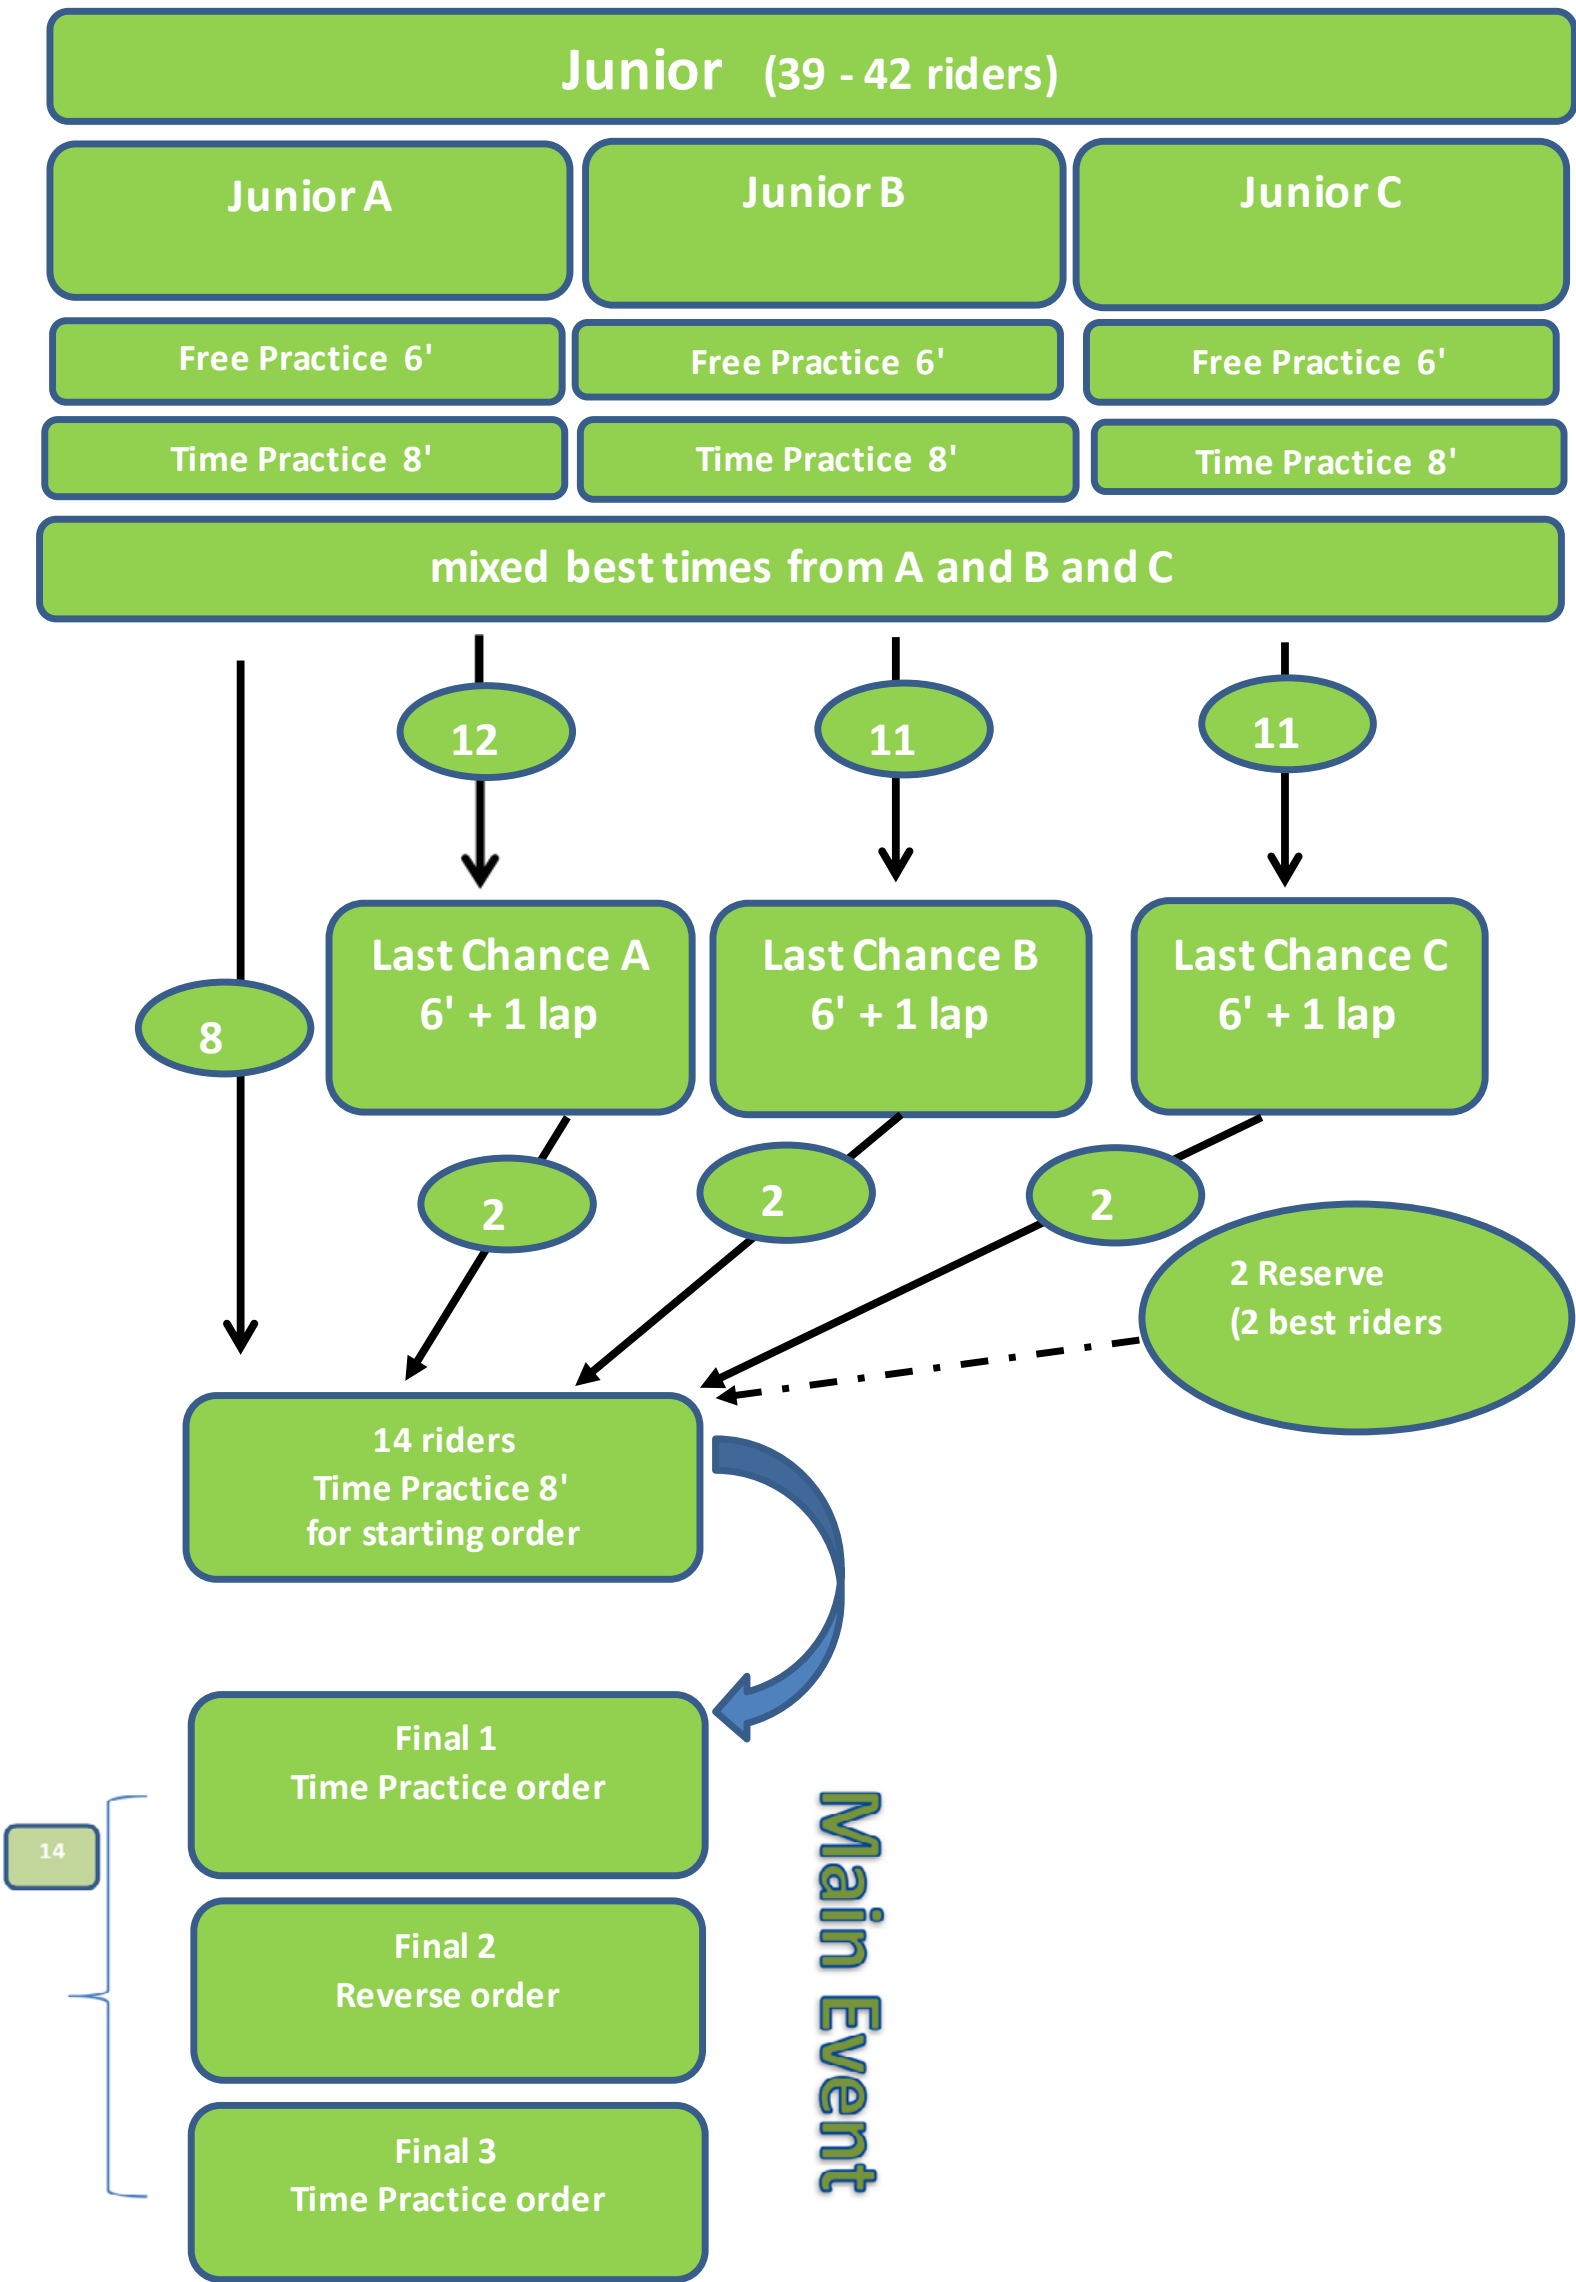 Junior (39 - 42 riders)
Junior A
Junior B
Junior C
Free Practice 6'
Free Practice 6'
Free Practice 6'
Time Practice 8'
Time Practice 8'
Time Practice 8'
mixed best times from A and B and C
12
11
11
Last Chance A
6' + 1 lap
Last Chance B
6' + 1 lap
Last Chance C
6' + 1 lap
8
2
2
2
2 Reserve
(2 best riders
14 riders
Time Practice 8'
for starting order
Final 1
Time Practice order
14
Final 2
Reverse order
Final 3
Time Practice order
Main Event